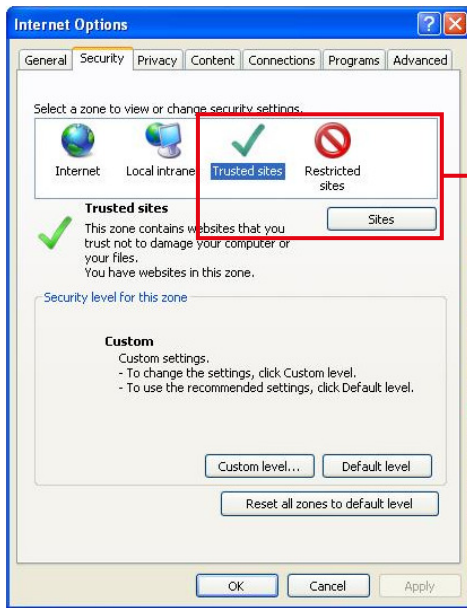 Internet Options
General Security Privacy Content Connections Programs Advanced
Select a zone to view or change security settings.
Internet Local intrane Trusted sites Restricted
sites
Trusted sites
Sites
This zone contains websites that you
trust not to damage your computer or
your files.
You have websites in this zone.
Security level for this zone
Custom
Custom settings.
- To change the settings, click Custom level.
- To use the recommended settings, click Default level.
Custom level... Default level
Reset all zones to default level
OK Cancel Apply